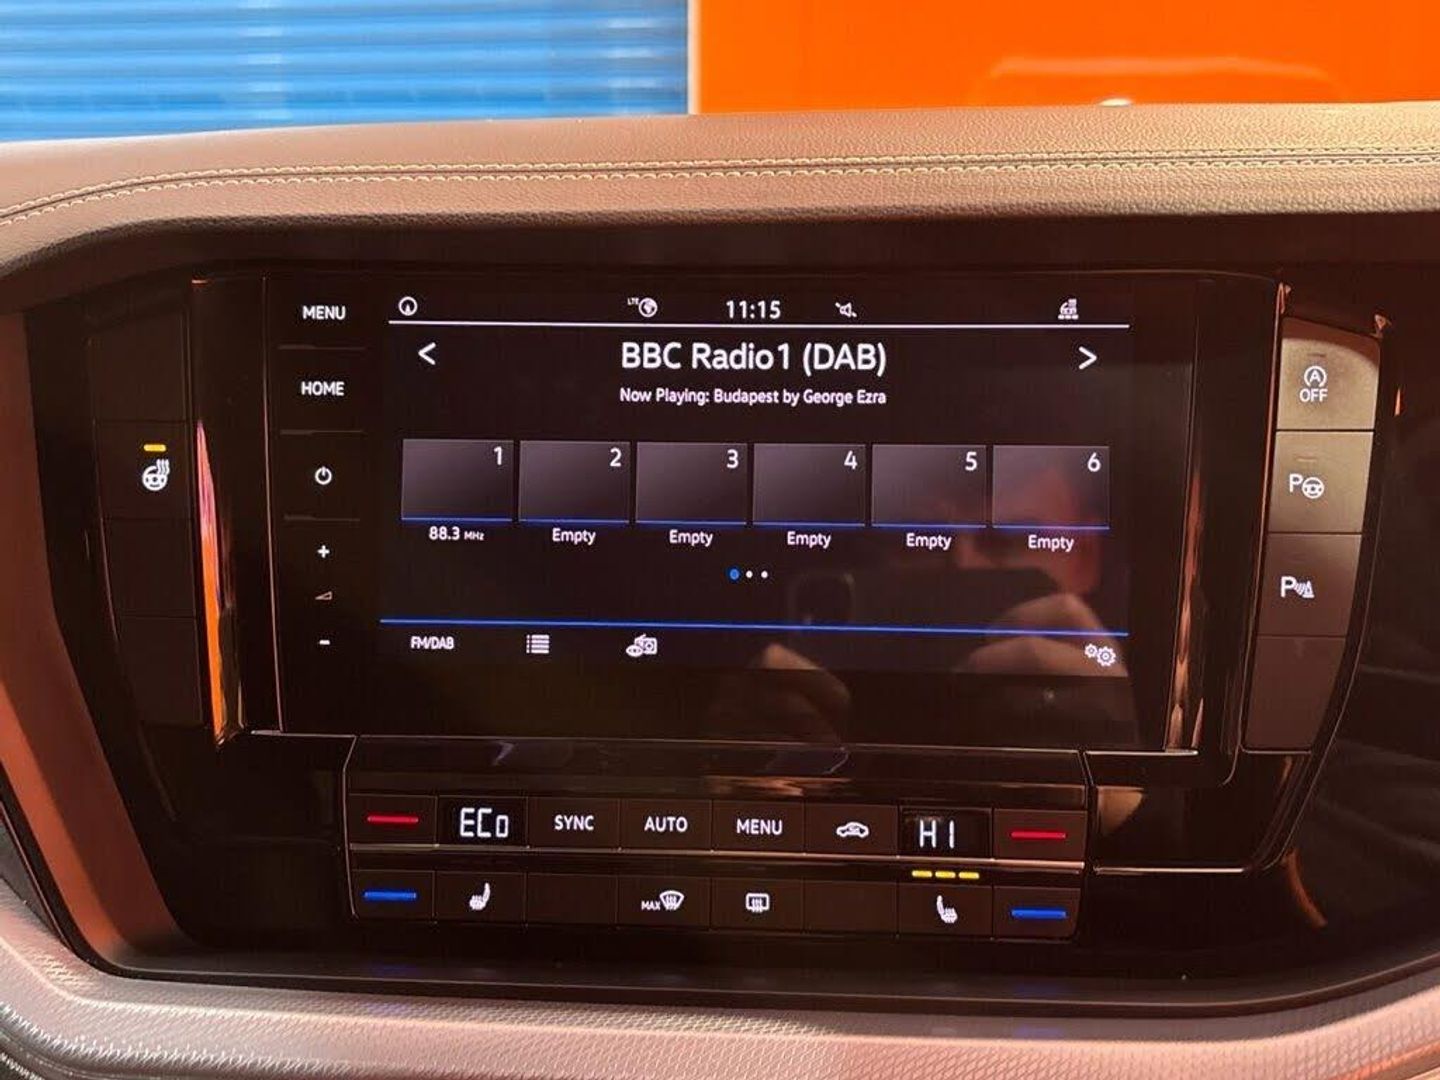 MENU
LTE
11:15
BBC Radio1 (DAB)
HOME
Now Playing: Budapest by George Ezra
A
OFF
1
2
3
4
5
6
P
88.3 MHz
Empty
Empty
Empty
Empty
Empty
+
P
-
FM/DAB
ECo
SYNC
AUTO
MENU
HI
MAX